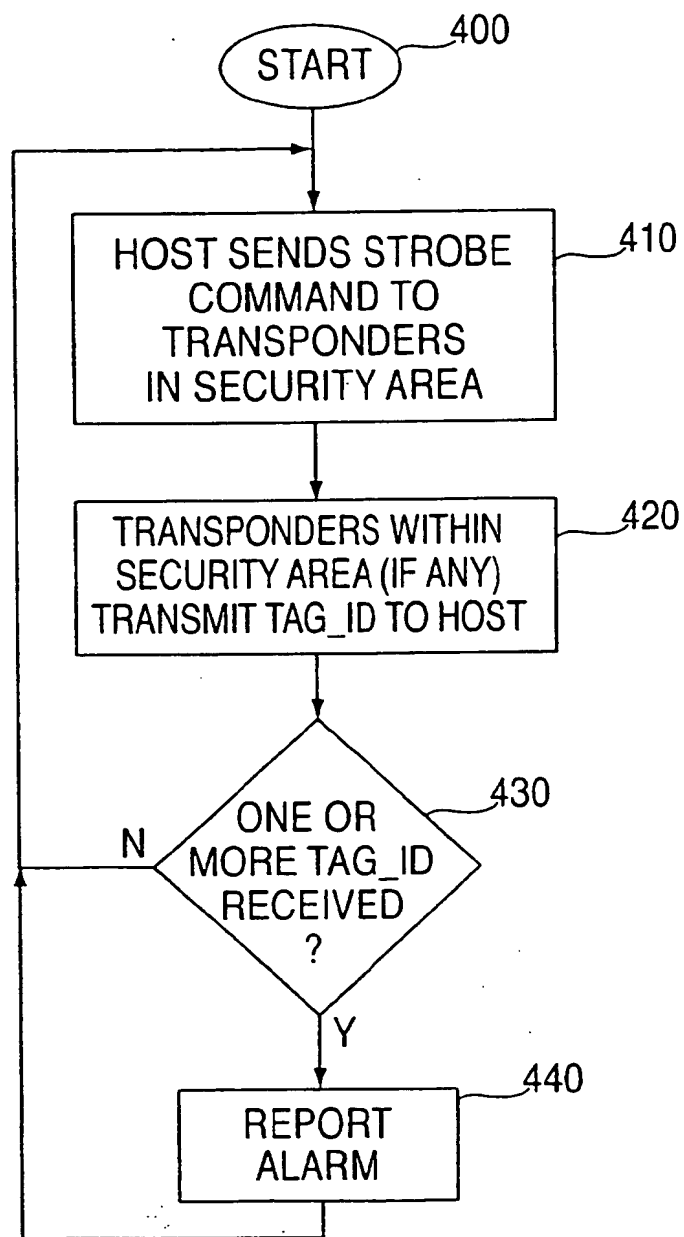 400
START
HOST SENDS STROBE
COMMAND TO
TRANSPONDERS
IN SECURITY AREA
410
TRANSPONDERS WITHIN
SECURITY AREA (IF ANY)
TRANSMIT TAG_ID TO HOST
420
ONE OR
MORE TAG_ID
RECEIVED
?
430
N
Y
REPORT
ALARM
440